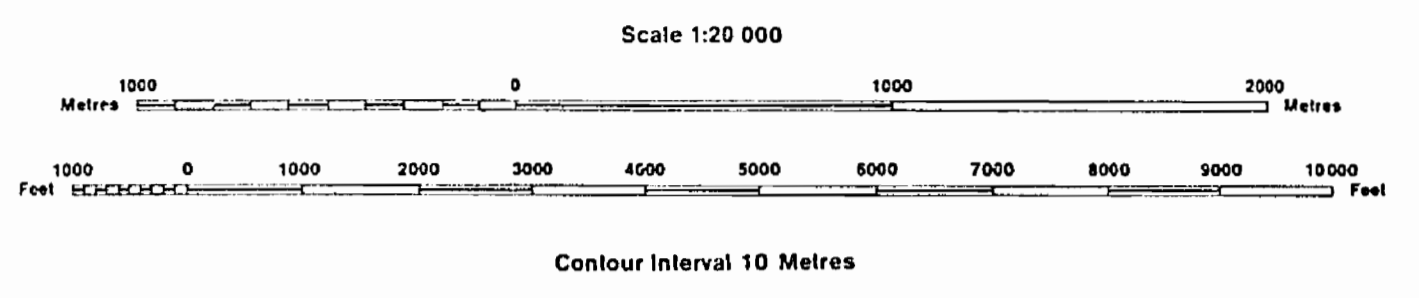 Scale 1:20 000
1000 0 1000 2000
Metres Metres
1000 0 1000 2000 3000 4000 5000 6000 7000 8000 9000 10000
Feet Feet
Contour Interval 10 Metres